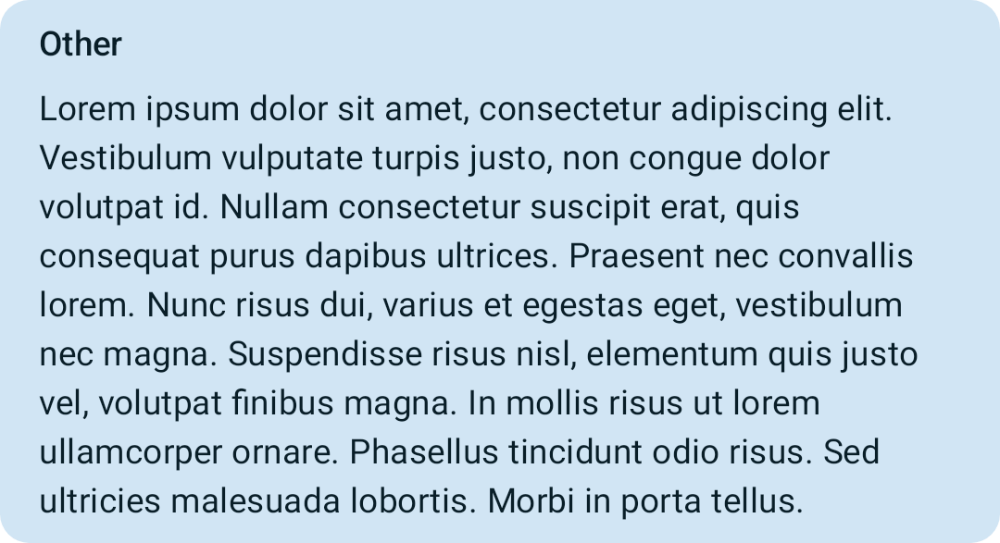 Other
Lorem ipsum dolor sit amet, consectetur adipiscing elit.
Vestibulum vulputate turpis justo, non congue dolor
volutpat id. Nullam consectetur suscipit erat, quis
consequat purus dapibus ultrices. Praesent nec convallis
lorem. Nunc risus dui, varius et egestas eget, vestibulum
nec magna. Suspendisse risus nisl, elementum quis justo
vel, volutpat finibus magna. In mollis risus ut lorem
ullamcorper ornare. Phasellus tincidunt odio risus. Sed
ultricies malesuada lobortis. Morbi in porta tellus.